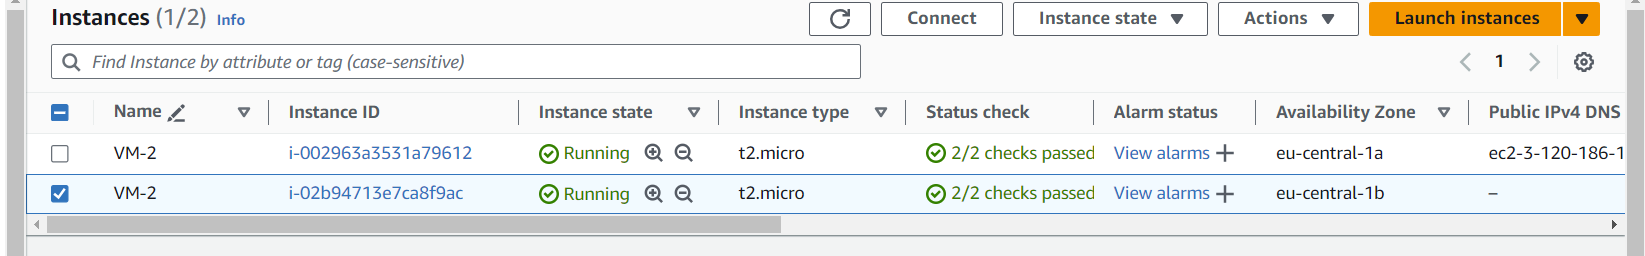 Instances (1/2) Info
Connect Instance state Actions Launch instances
Find Instance by attribute or tag (case-sensitive)
1
Name Instance ID Instance state Instance type Status check Alarm status Availability Zone Public IPv4 DNS
VM-2 i-002963a3531a79612 Running t2.micro 2/2 checks passed View alarms + eu-central-1a ec2-3-120-186-1
VM-2 i-02b94713e7ca8f9ac Running t2.micro 2/2 checks passed View alarms + eu-central-1b –